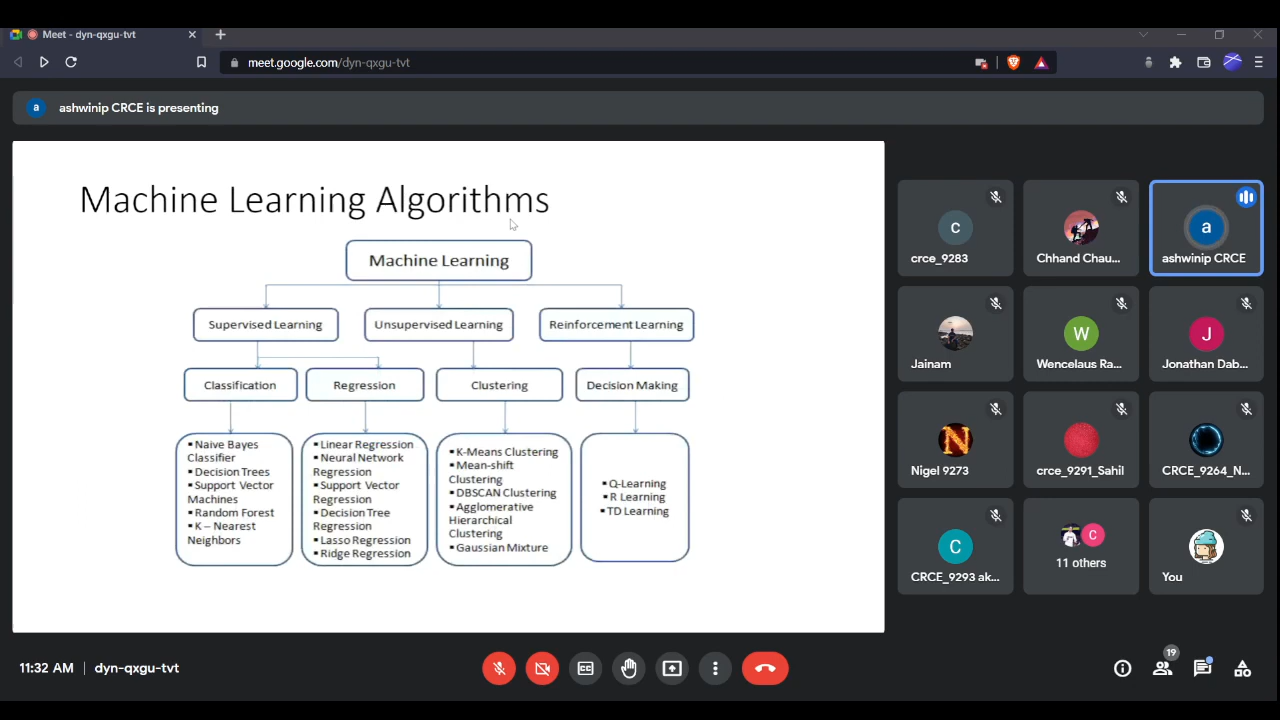 Meet - dyn-qxgu-tvt
meet.google.com/dyn-qxgu-tvt
a
ashwinip CRCE is presenting
Machine Learning Algorithms
Machine Learning
Supervised Learning
Unsupervised Learning
Reinforcement Learning
Classification
Regression
Clustering
Decision Making
▪Naive Bayes
Classifier
▪Decision Trees
▪Support Vector
Machines
▪Random Forest
▪K – Nearest
Neighbors
▪Linear Regression
▪Neural Network
Regression
▪Support Vector
Regression
▪Decision Tree
Regression
▪Lasso Regression
▪Ridge Regression
▪K-Means Clustering
▪Mean-shift
Clustering
▪DBSCAN Clustering
▪Agglomerative
Hierarchical
Clustering
▪Gaussian Mixture
▪Q-Learning
▪R Learning
▪TD Learning
c
crce_9283
Chhand Chau...
a
ashwinip CRCE
Jainam
W
Wencelaus Ra...
J
Jonathan Dab...
N
Nigel 9273
crce_9291_Sahil
CRCE_9264_N...
C
CRCE_9293 ak...
C
11 others
You
11:32 AM | dyn-qxgu-tvt
19